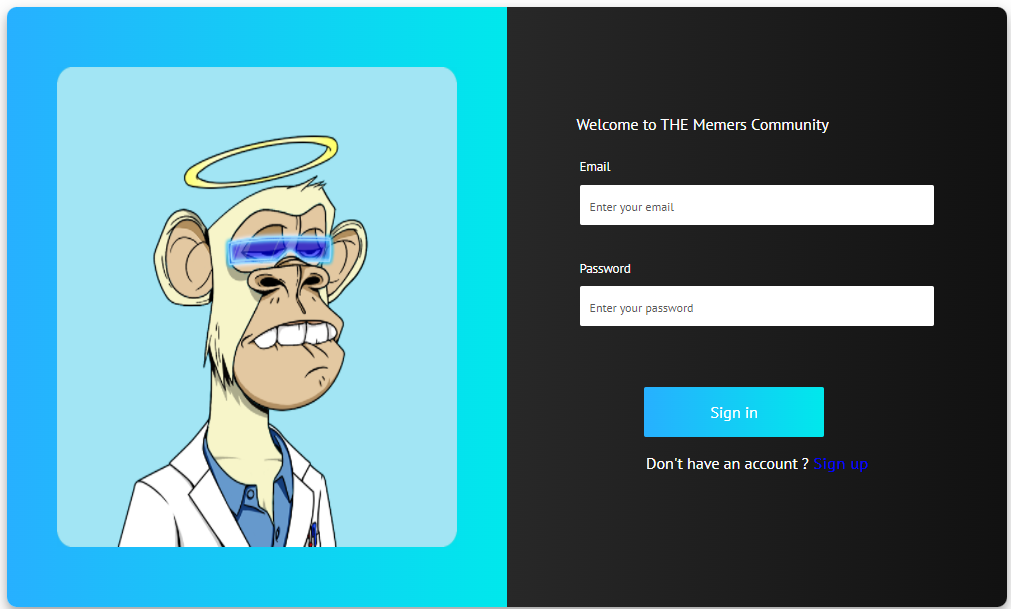 Welcome to THE Memers Community
Email
Enter your email
Password
Enter your password
Sign in
Don't have an account ? Sign up